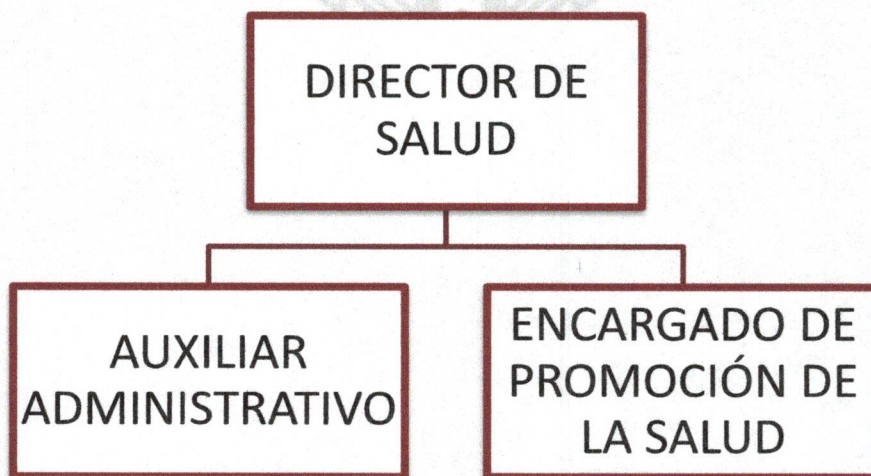 DIRECTOR DE
SALUD
AUXILIAR
ADMINISTRATIVO
ENCARGADO DE
PROMOCIÓN DE
LA SALUD